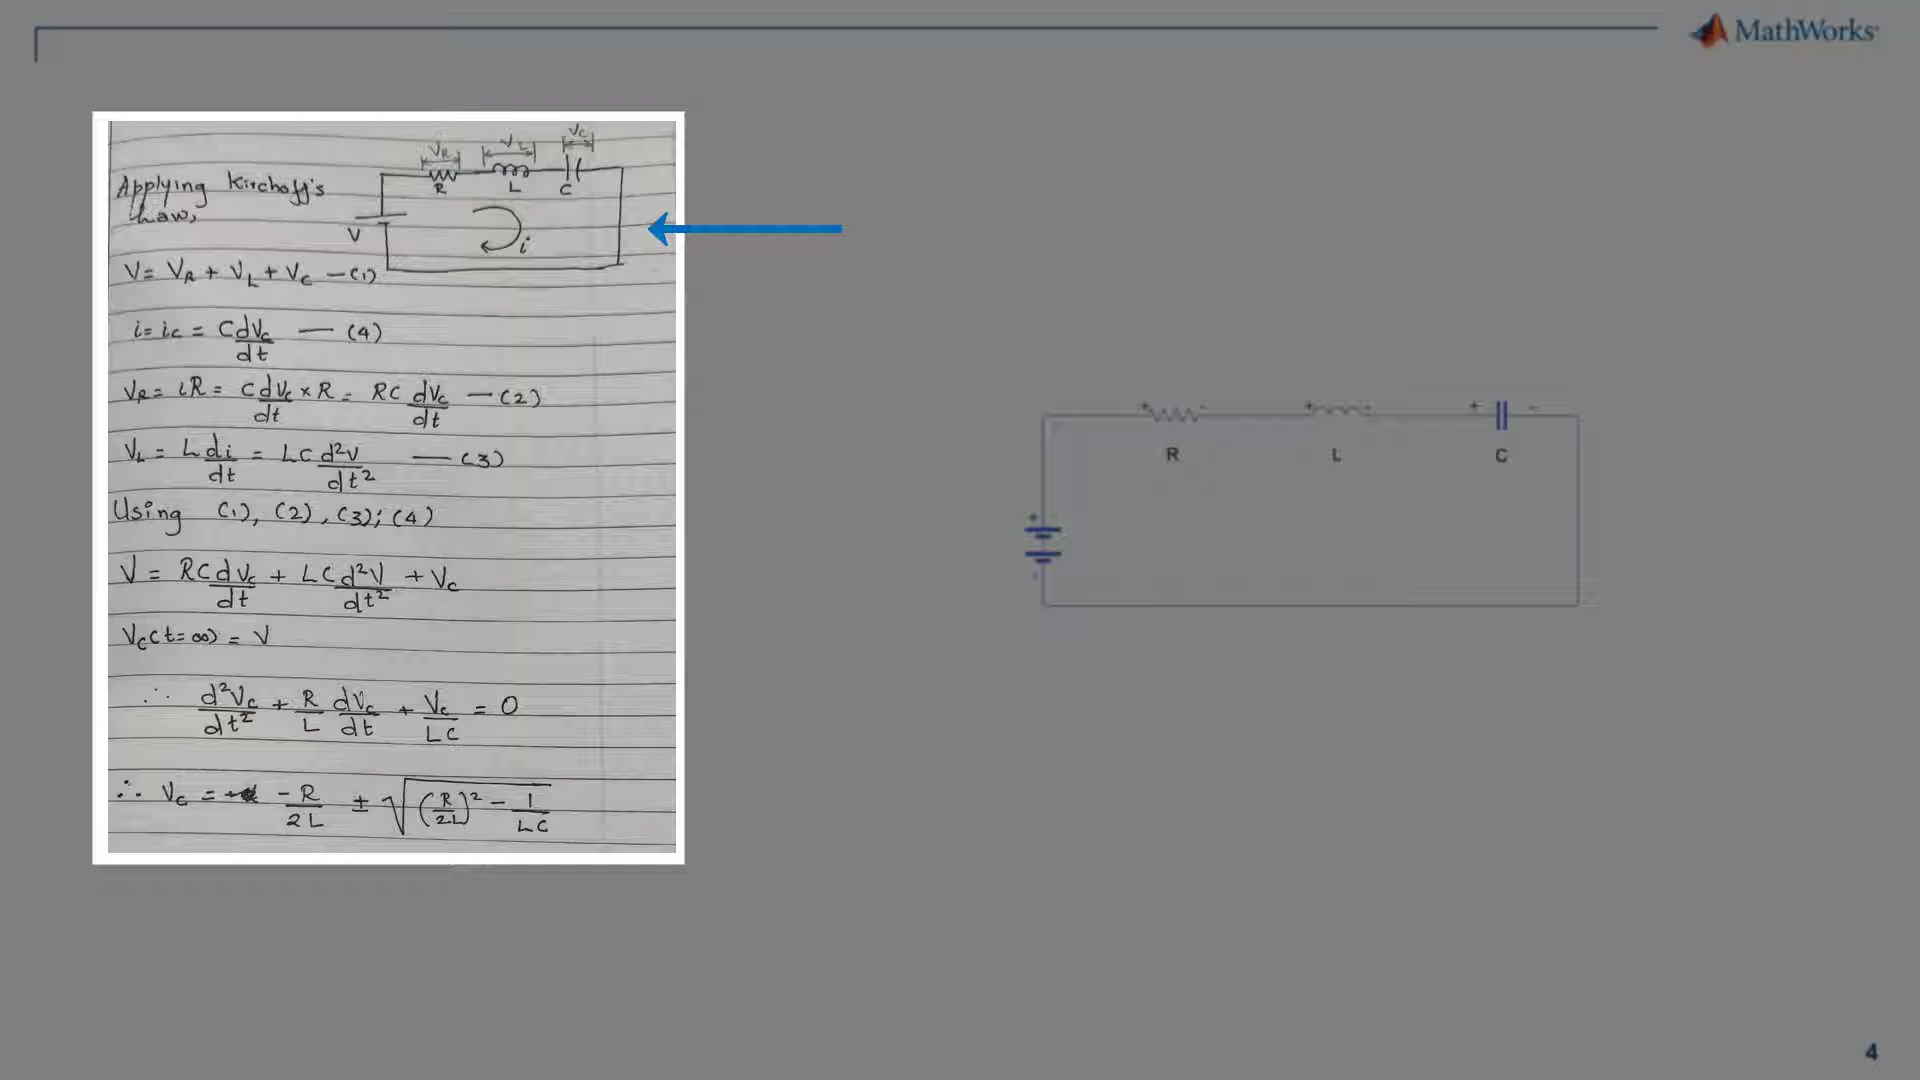 MathWorks
V_R V_L V_C
R L C
Applying Kirchoff's
Law,
V
i
V = V_R + V_L + V_C — (1)
i = i_c = C dV_c/dt — (4)
V_R = iR = C dV_c/dt × R = RC dV_c/dt — (2)
V_L = L di/dt = LC d²V/dt² — (3)
Using (1), (2), (3); (4)
V = RC dV_c/dt + LC d²V/dt² + V_c
V_c(t=∞) = V
∴ d²V_c/dt² + R/L dV_c/dt + V_c/LC = 0
∴ V_c = -R/2L ± √((R/2L)² - 1/LC)
+ - + - + -
R L C
+
-
4